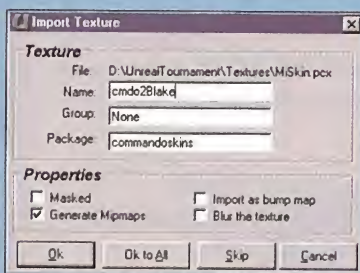 Import Texture
Texture
File: D:\UnrealTournament\Textures\MiSkin.pcx
Name: cmdo2Blake
Group: None
Package: commandoskins
Properties
Masked
Import as bump map
Generate Mipmaps
Blur the texture
Ok
Ok to All
Skip
Cancel